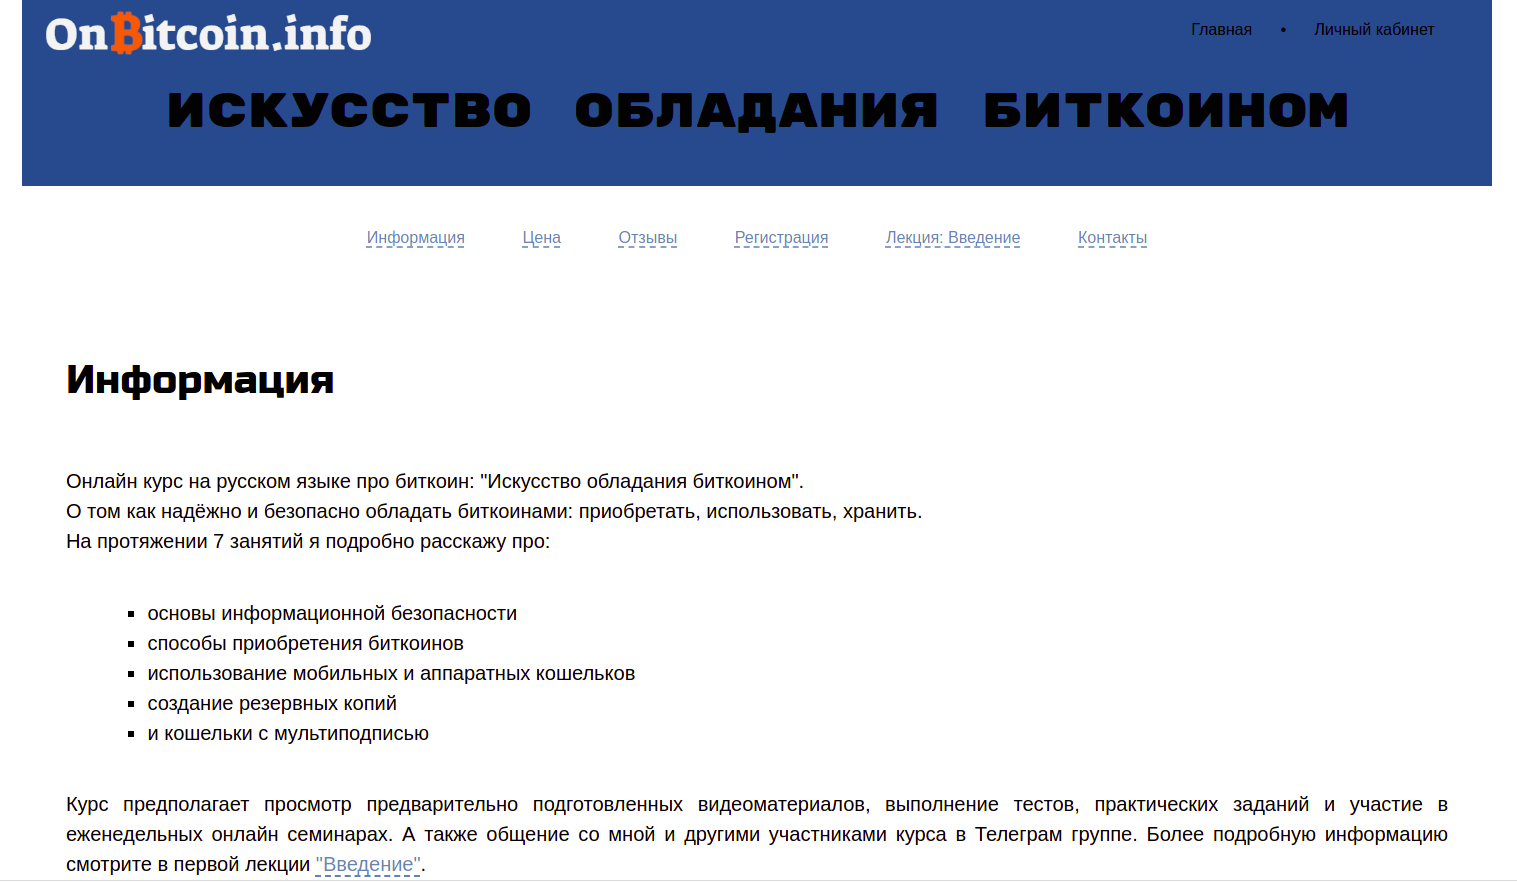 OnBitcoin.info
Главная • Личный кабинет
ИСКУССТВО ОБЛАДАНИЯ БИТКОИНОМ
Информация Цена Отзывы Регистрация Лекция: Введение Контакты
Информация
Онлайн курс на русском языке про биткоин: "Искусство обладания биткоином".
О том как надёжно и безопасно обладать биткоинами: приобретать, использовать, хранить.
На протяжении 7 занятий я подробно расскажу про:
▪ основы информационной безопасности
▪ способы приобретения биткоинов
▪ использование мобильных и аппаратных кошельков
▪ создание резервных копий
▪ и кошельки с мультиподписью
Курс предполагает просмотр предварительно подготовленных видеоматериалов, выполнение тестов, практических заданий и участие в
еженедельных онлайн семинарах. А также общение со мной и другими участниками курса в Телеграм группе. Более подробную информацию
смотрите в первой лекции "Введение".